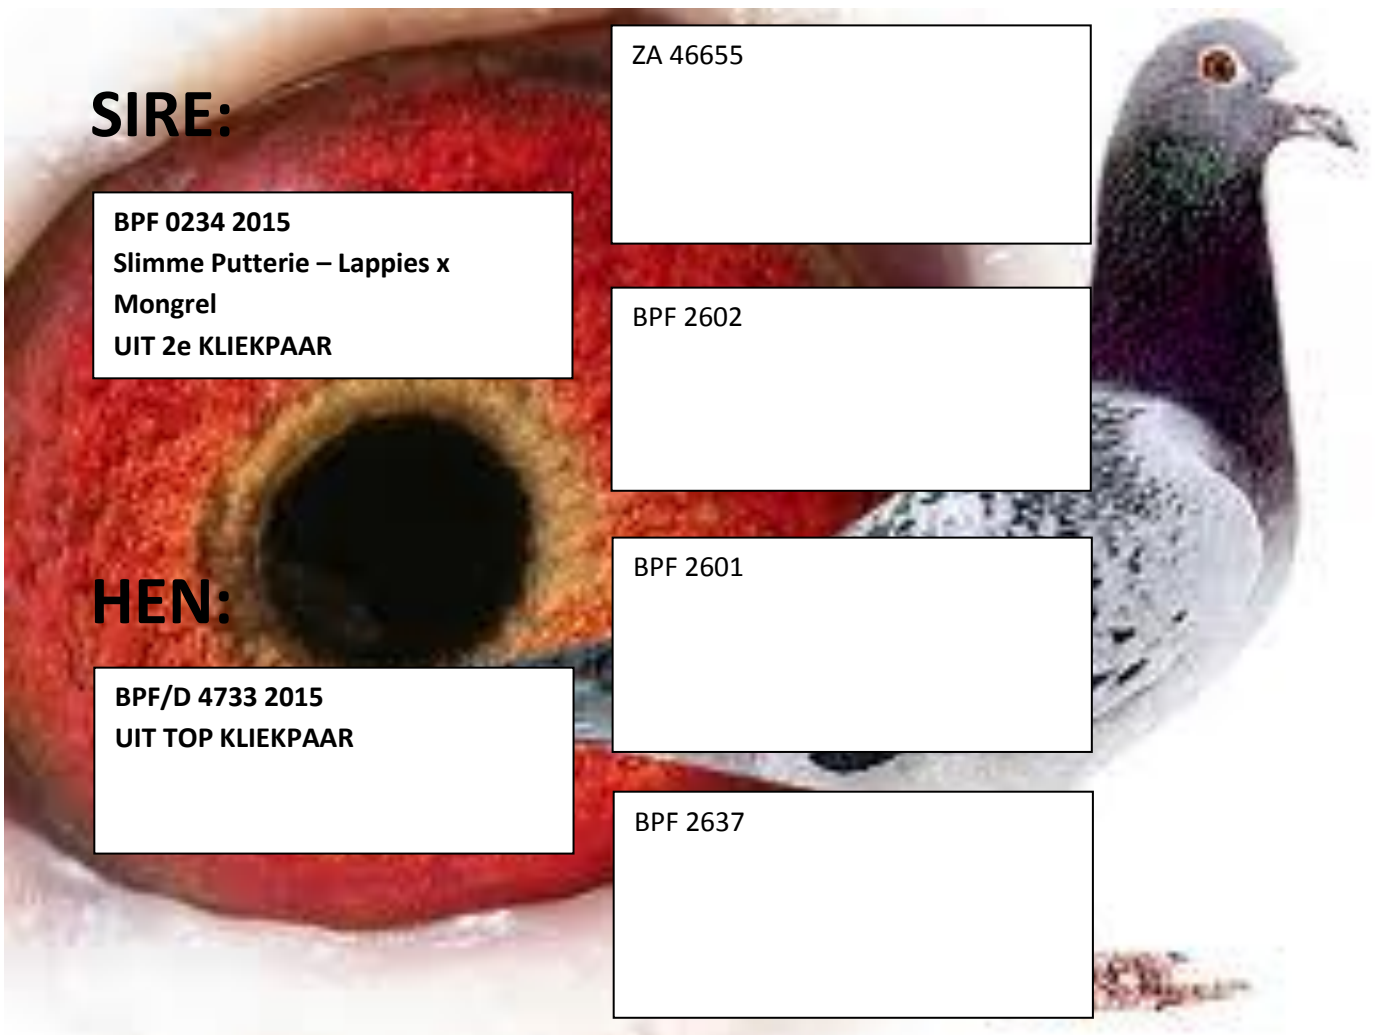 SIRE:
BPF 0234 2015
Slimme Putterie – Lappies x
Mongrel
UIT 2e KLIEKPAAR
HEN:
BPF/D 4733 2015
UIT TOP KLIEKPAAR
ZA 46655
BPF 2602
BPF 2601
BPF 2637